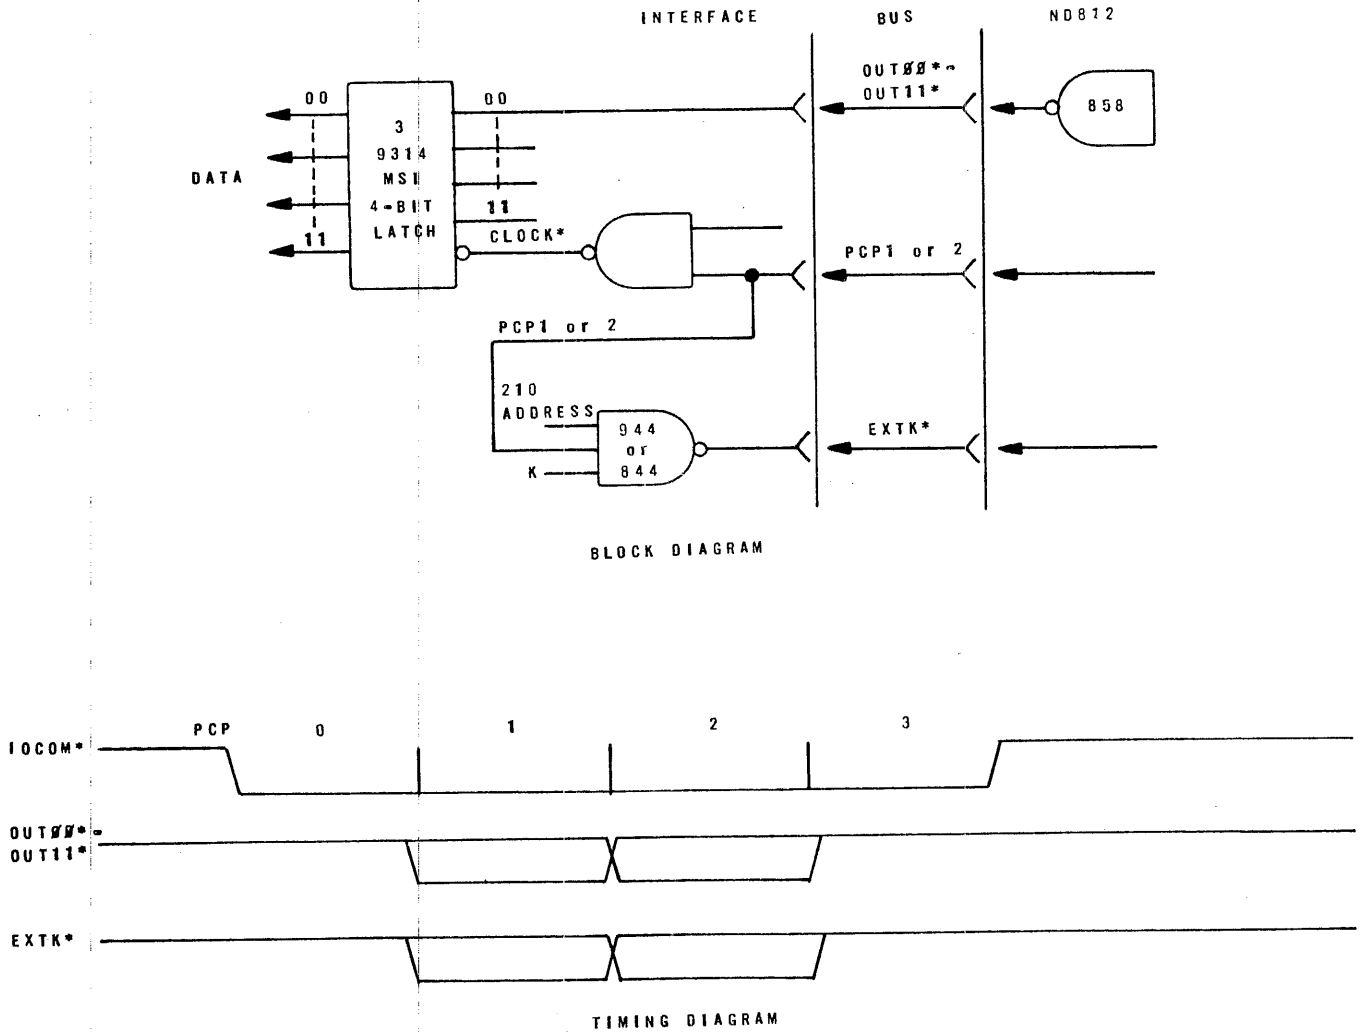 INTERFACE BUS ND812
OUT00*-
OUT11*
858
00 00
3
9314
MSI
4-BIT
LATCH
DATA
11 11
CLOCK*
PCP1 or 2
PCP1 or 2
210
ADDRESS
944
or
844
K
EXTK*
BLOCK DIAGRAM
PCP 0 1 2 3
IOCOM*
OUT00*-
OUT11*
EXTK*
TIMING DIAGRAM